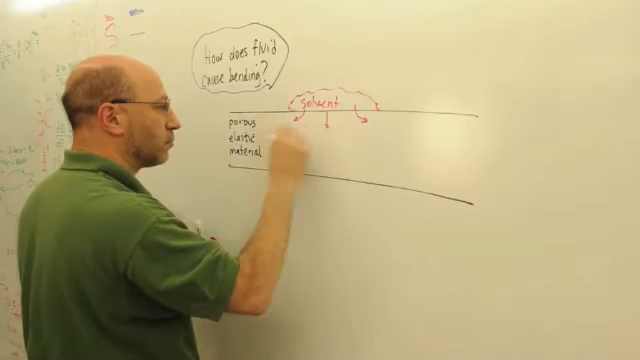 How does fluid
cause bending?
solvent
porous
elastic
material